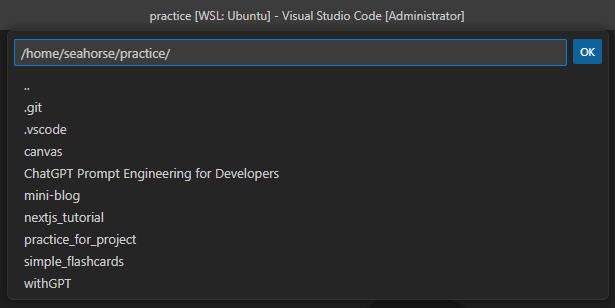 practice [WSL: Ubuntu] - Visual Studio Code [Administrator]
/home/seahorse/practice/
OK
..
.git
.vscode
canvas
ChatGPT Prompt Engineering for Developers
mini-blog
nextjs_tutorial
practice_for_project
simple_flashcards
withGPT